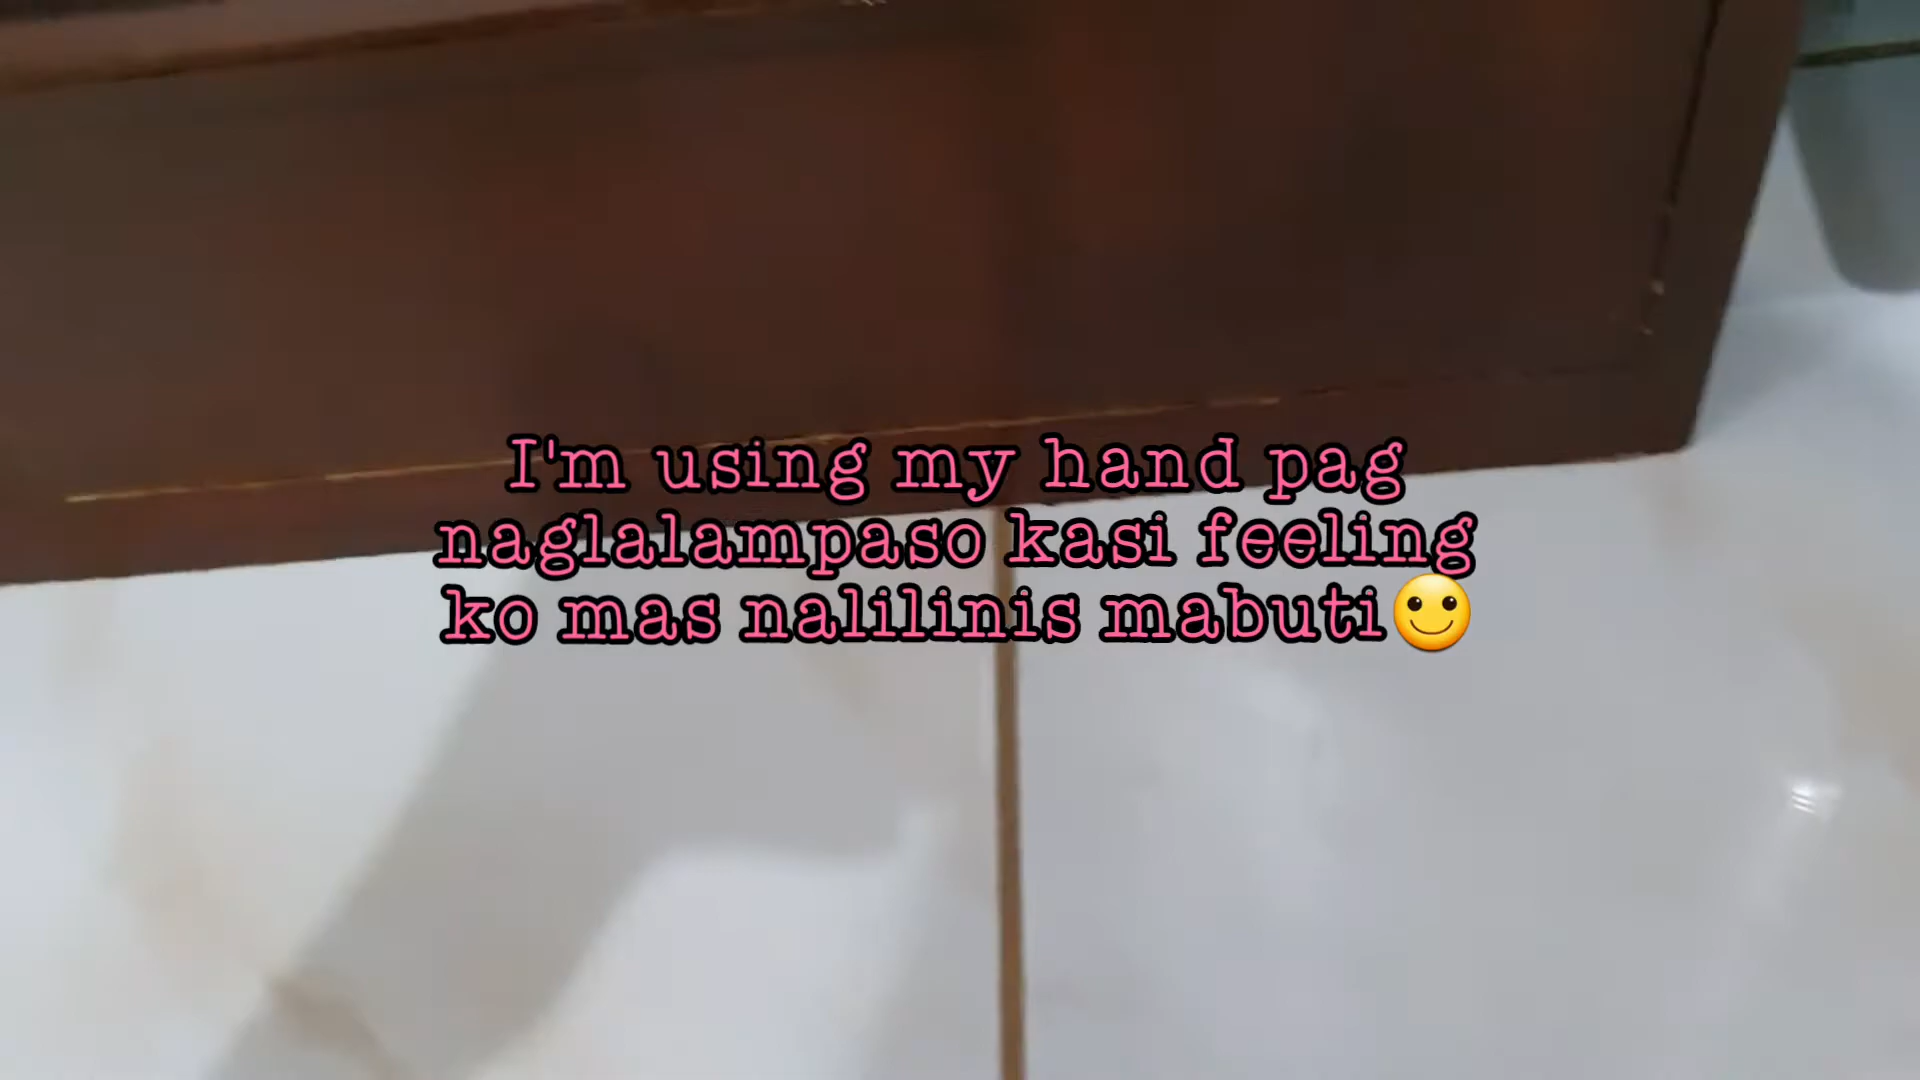 I'm using my hand pag
naglalampaso kasi feeling
ko mas nalilinis mabuti🙂